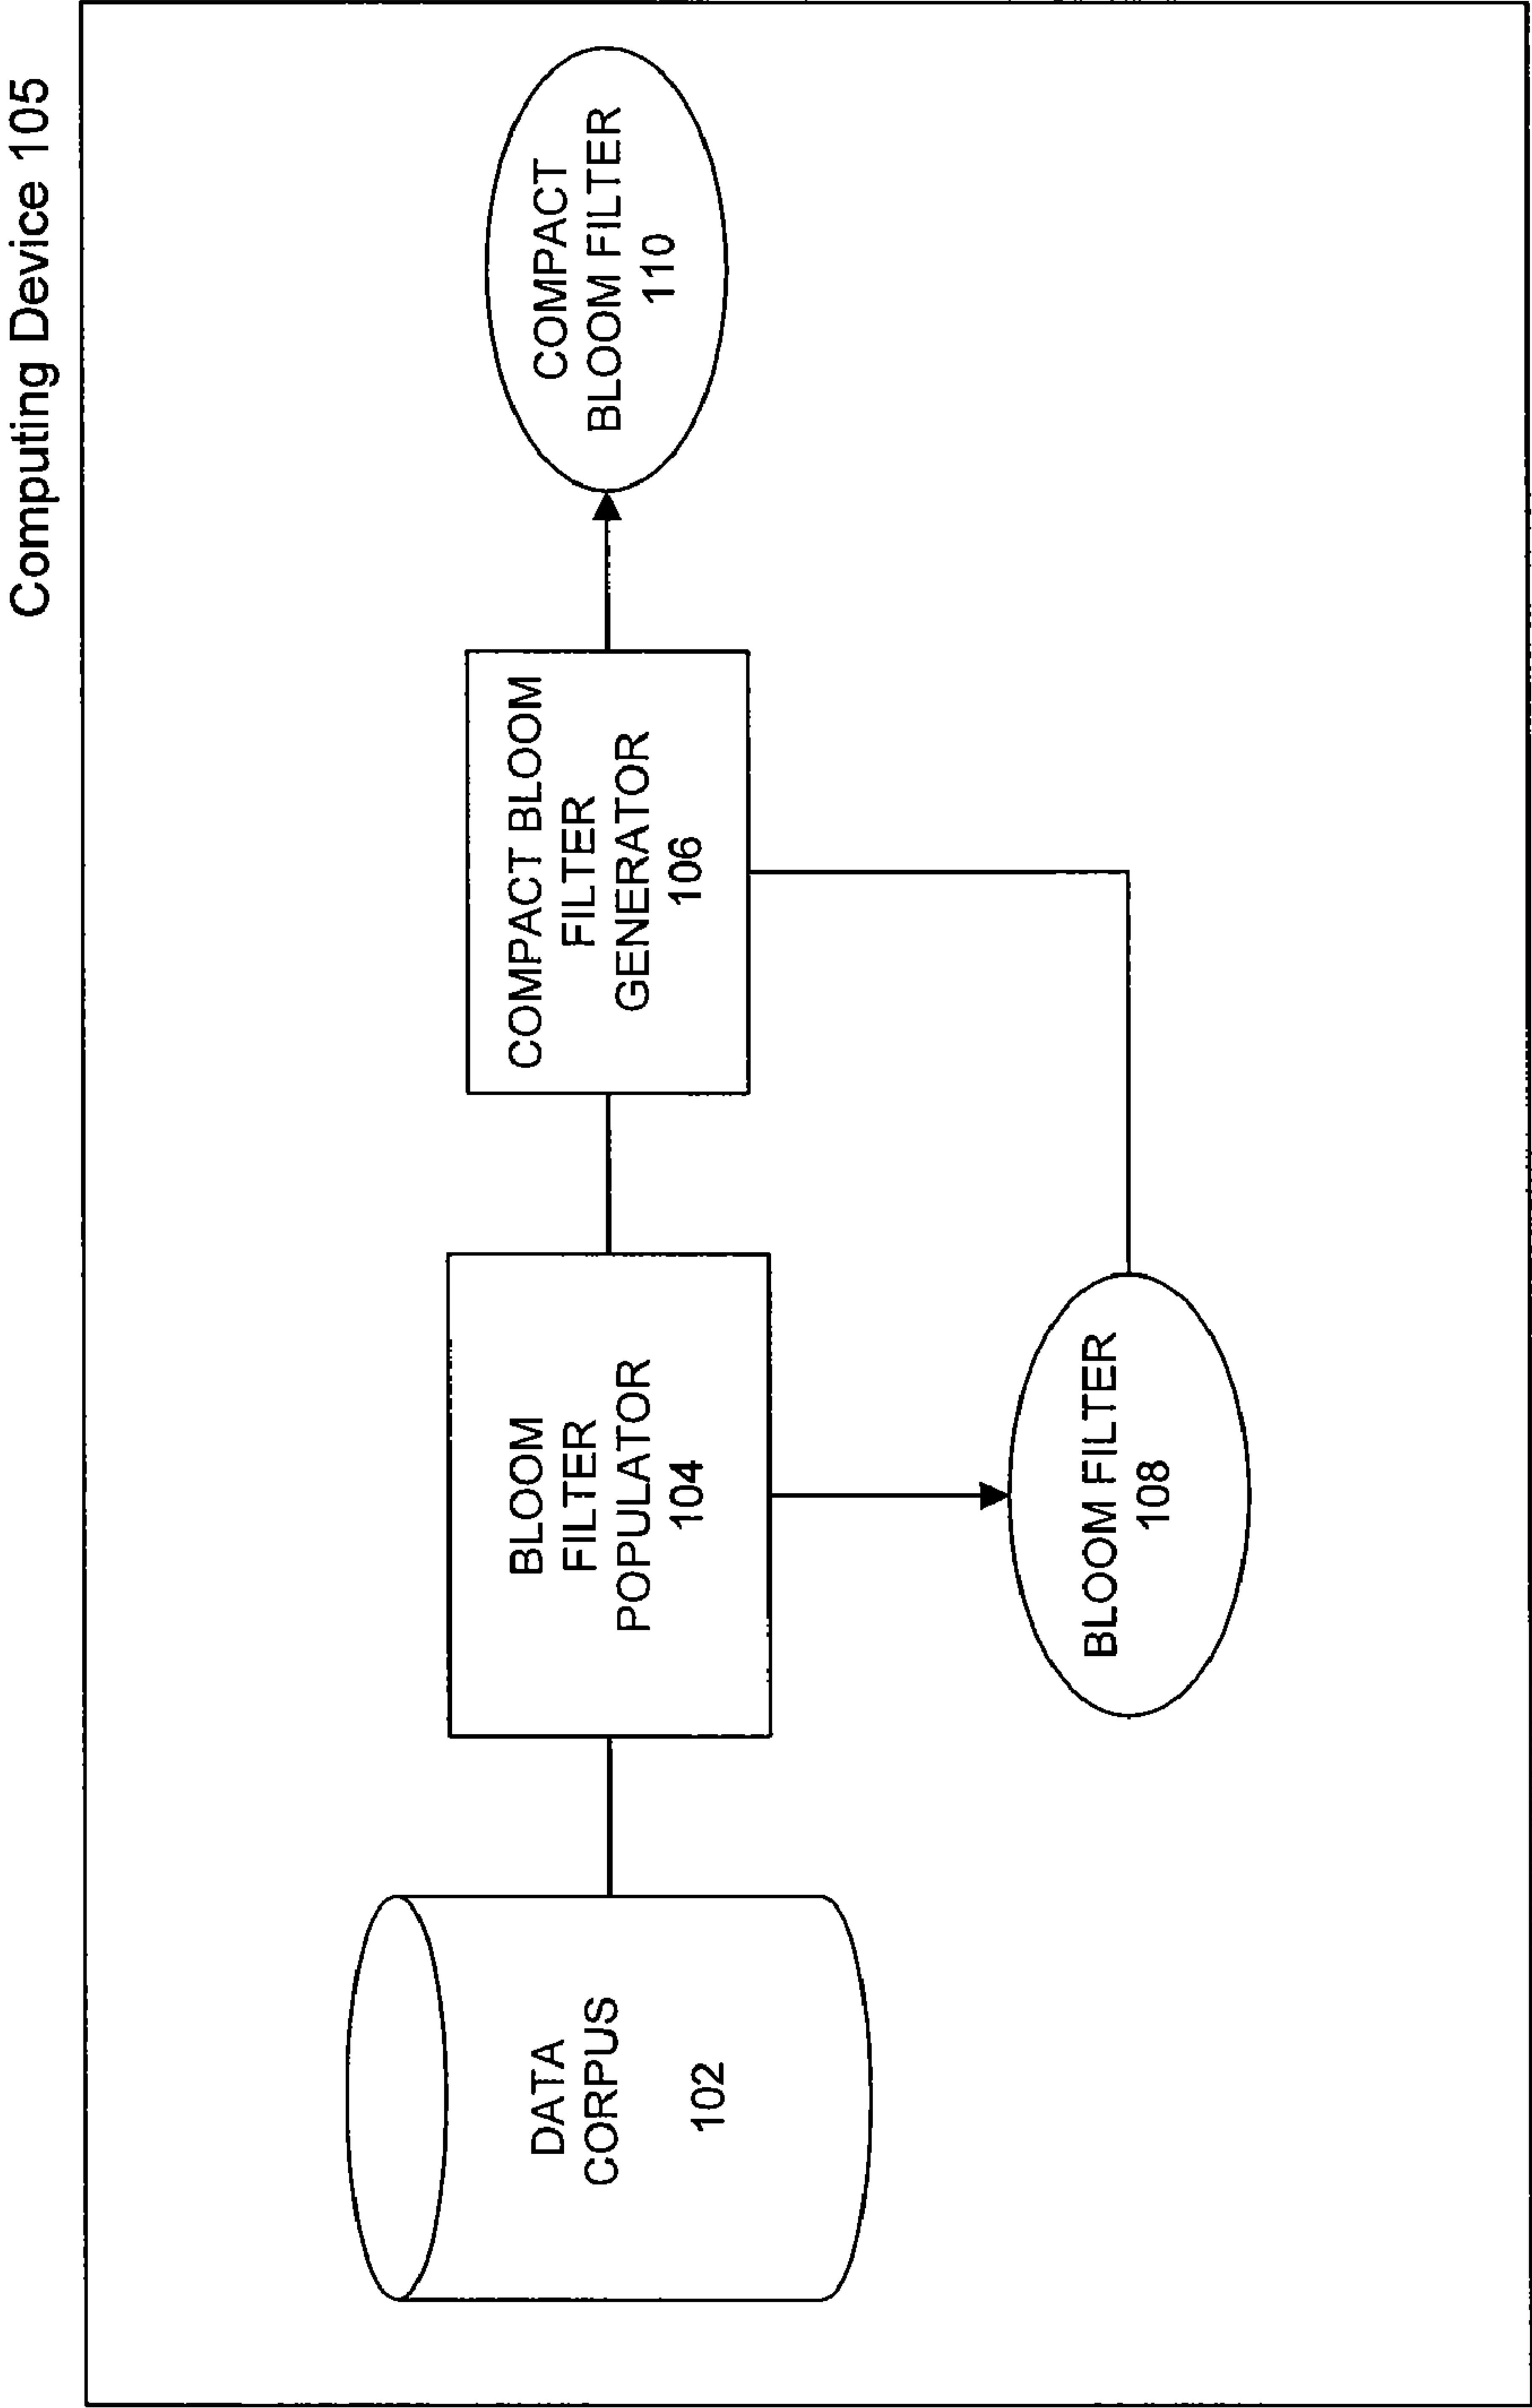 Computing Device 105
DATA
CORPUS
102
BLOOM
FILTER
POPULATOR
104
COMPACT BLOOM
FILTER
GENERATOR
106
COMPACT
BLOOM FILTER
110
BLOOM FILTER
108